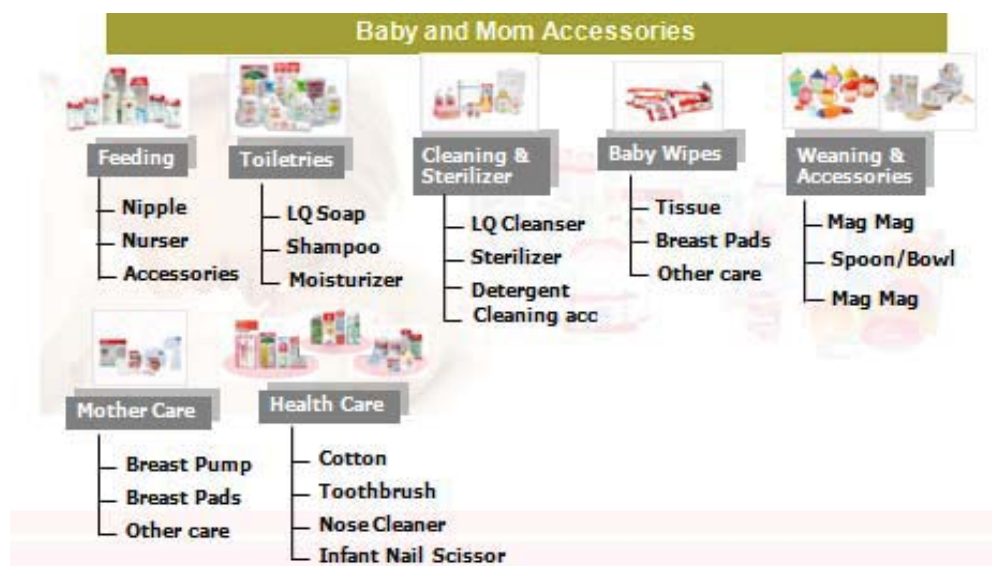 Baby and Mom Accessories
Feeding
Nipple
Nurser
Accessories
Toiletries
LQ Soap
Shampoo
Moisturizer
Cleaning &
Sterilizer
LQ Cleanser
Sterilizer
Detergent
Cleaning acc
Baby Wipes
Tissue
Breast Pads
Other care
Weaning &
Accessories
Mag Mag
Spoon/Bowl
Mag Mag
Mother Care
Breast Pump
Breast Pads
Other care
Health Care
Cotton
Toothbrush
Nose Cleaner
Infant Nail Scissor